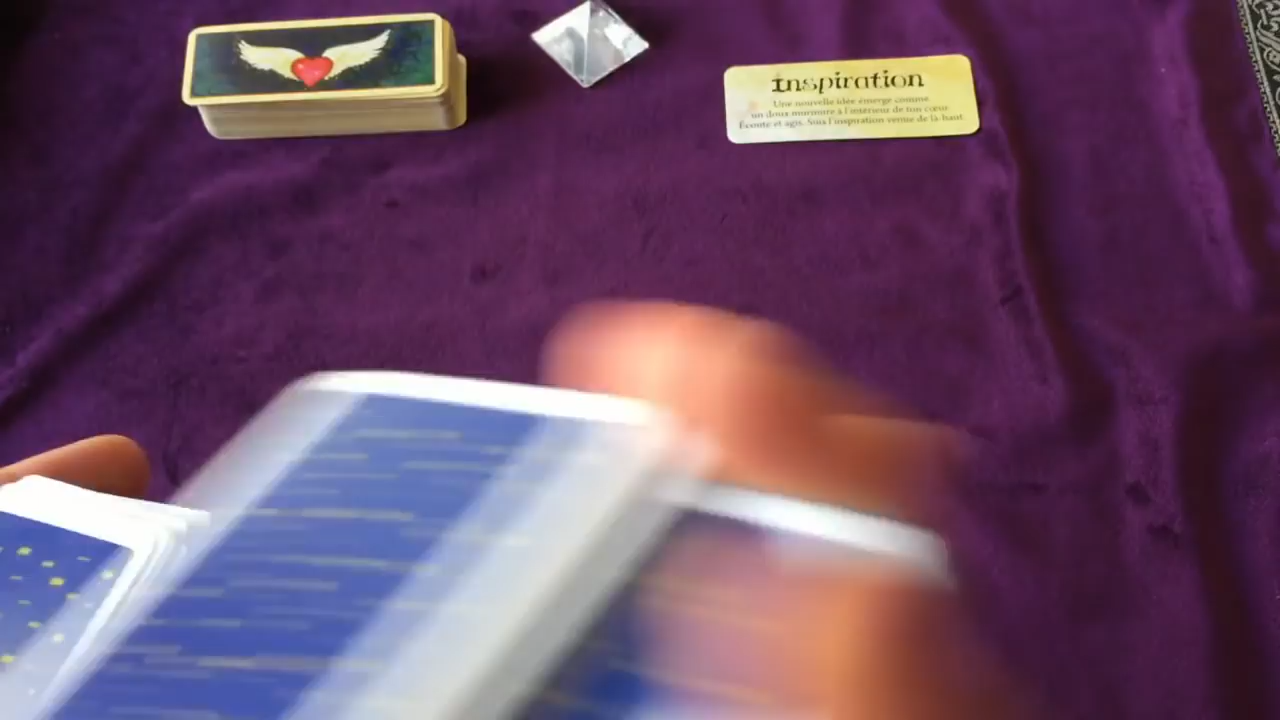 Inspiration
Une nouvelle idée émerge comme
un doux murmure à l'intérieur de ton cœur.
Écoute et agis. Suis l'inspiration venue de là-haut.